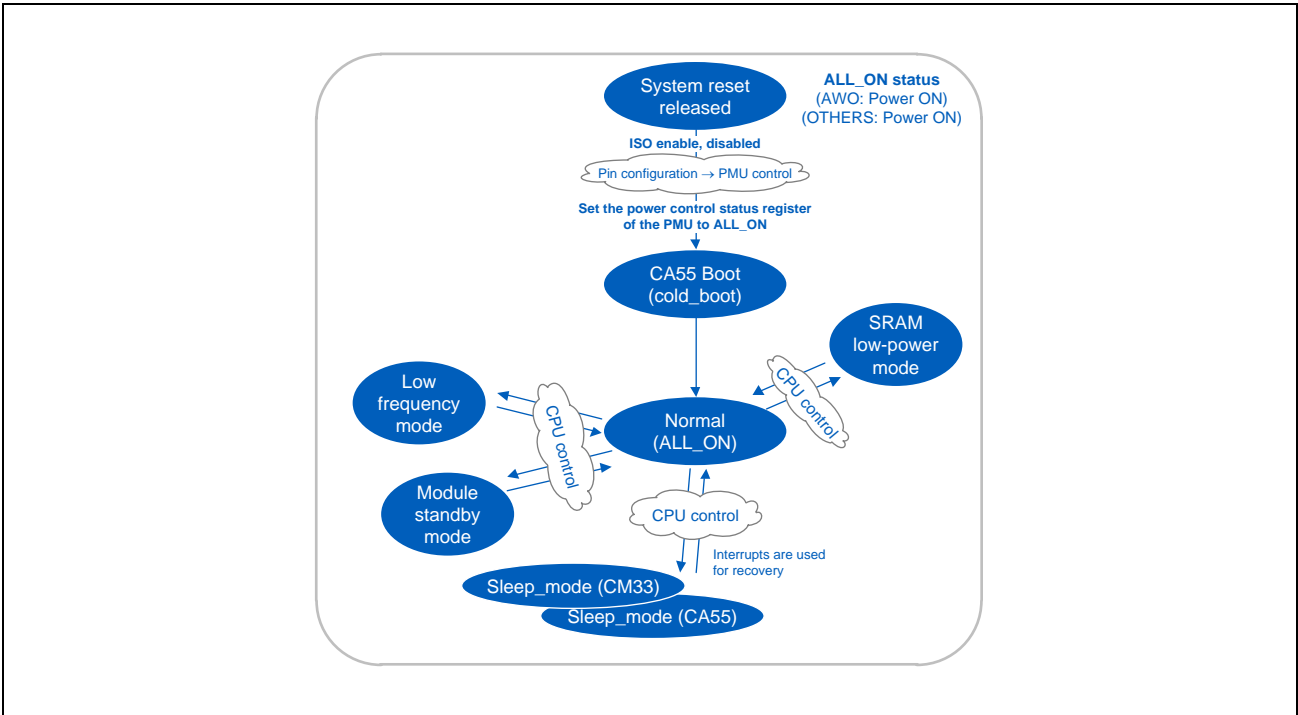 System reset
released
ALL_ON status
(AWO: Power ON)
(OTHERS: Power ON)
ISO enable, disabled
Pin configuration → PMU control
Set the power control status register
of the PMU to ALL_ON
CA55 Boot
(cold_boot)
SRAM
low-power
mode
CPU control
Low
frequency
mode
CPU control
Normal
(ALL_ON)
Module
standby
mode
CPU control
Interrupts are used
for recovery
Sleep_mode (CM33)
Sleep_mode (CA55)